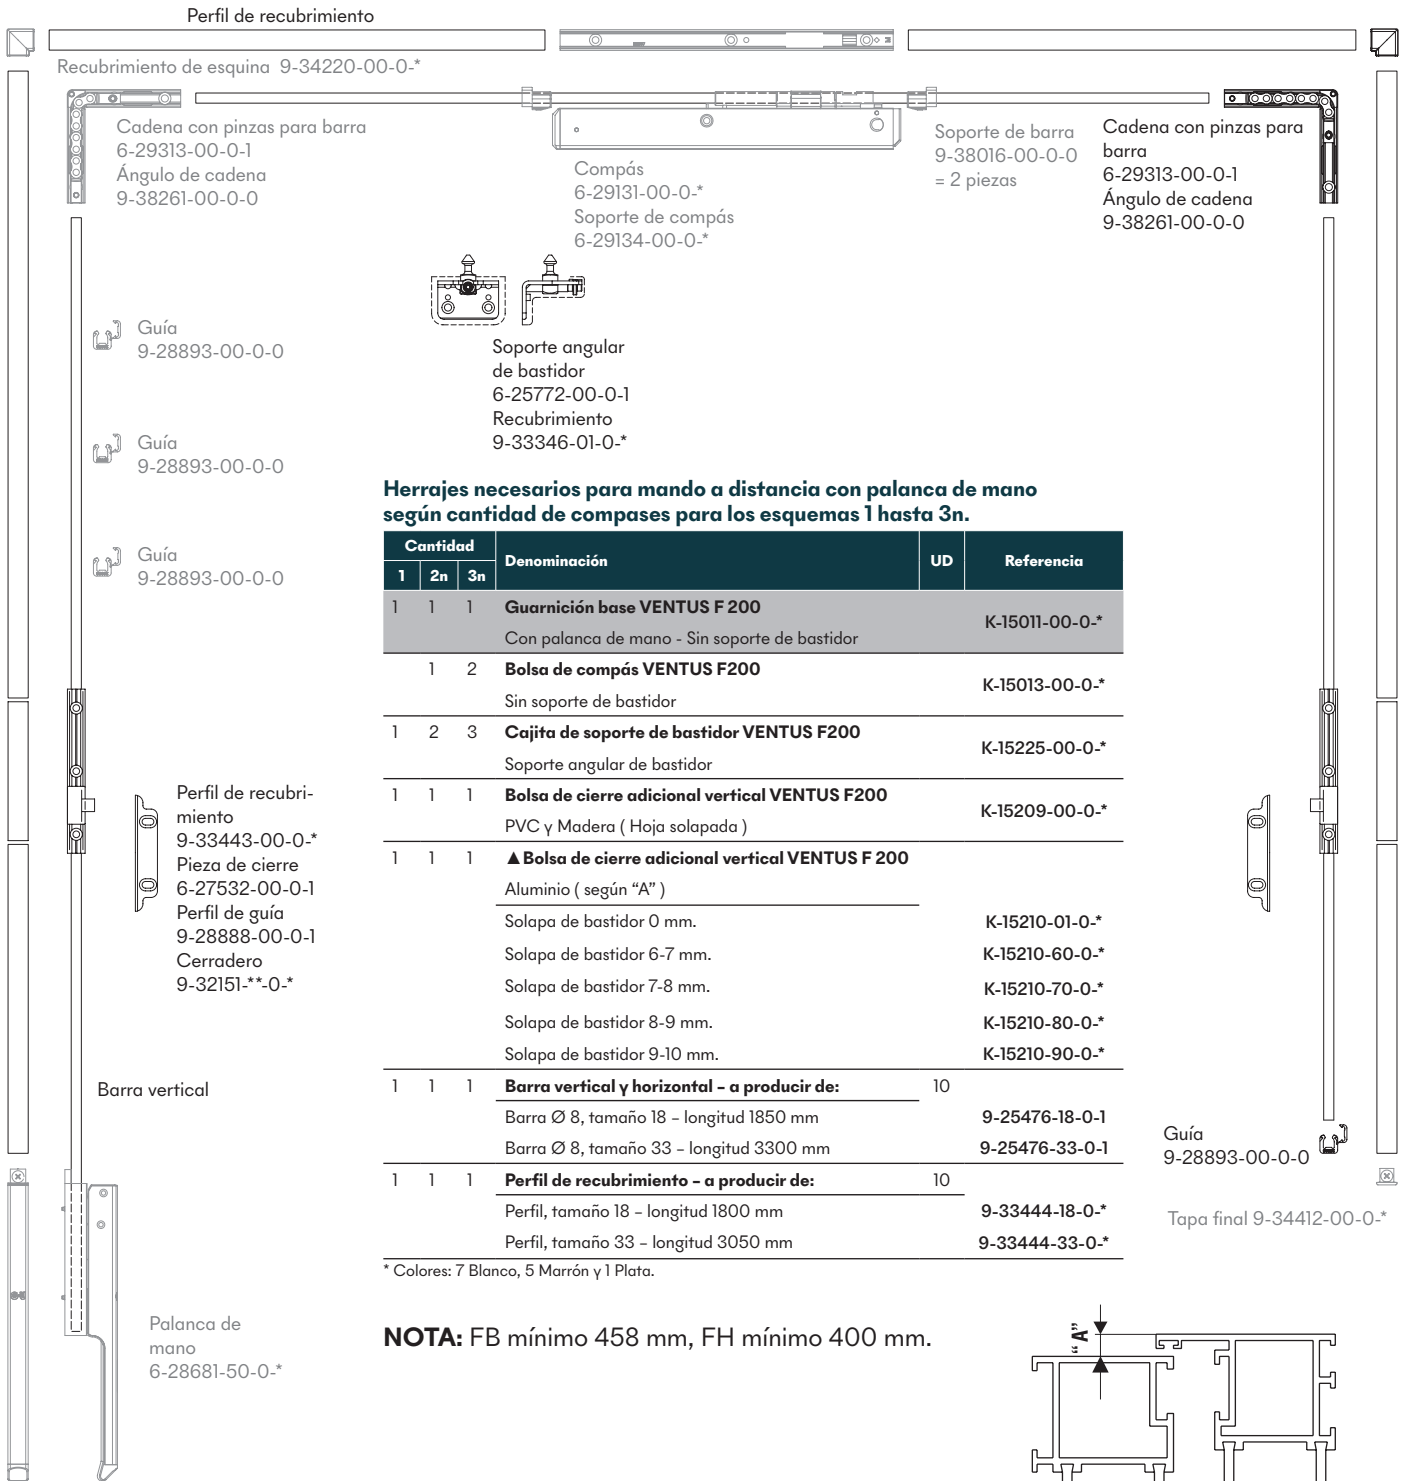 Perfil de recubrimiento
Recubrimiento de esquina 9-34220-00-0-*
Cadena con pinzas para barra
6-29313-00-0-1
Ángulo de cadena
9-38261-00-0-0
Compás
6-29131-00-0-*
Soporte de compás
6-29134-00-0-*
Soporte de barra
9-38016-00-0-0
= 2 piezas
Cadena con pinzas para
barra
6-29313-00-0-1
Ángulo de cadena
9-38261-00-0-0
Guía
9-28893-00-0-0
Guía
9-28893-00-0-0
Guía
9-28893-00-0-0
Soporte angular
de bastidor
6-25772-00-0-1
Recubrimiento
9-33346-01-0-*
Herrajes necesarios para mando a distancia con palanca de mano
según cantidad de compases para los esquemas 1 hasta 3n.
Cantidad Denominación UD Referencia
1 2n 3n
1 1 1 Guarnición base VENTUS F 200 K-15011-00-0-*
Con palanca de mano - Sin soporte de bastidor
1 2 Bolsa de compás VENTUS F200 K-15013-00-0-*
Sin soporte de bastidor
1 2 3 Cajita de soporte de bastidor VENTUS F200 K-15225-00-0-*
Soporte angular de bastidor
1 1 1 Bolsa de cierre adicional vertical VENTUS F200 K-15209-00-0-*
PVC y Madera ( Hoja solapada )
1 1 1 ▲Bolsa de cierre adicional vertical VENTUS F 200
Aluminio ( según “A” )
Solapa de bastidor 0 mm. K-15210-01-0-*
Solapa de bastidor 6-7 mm. K-15210-60-0-*
Solapa de bastidor 7-8 mm. K-15210-70-0-*
Solapa de bastidor 8-9 mm. K-15210-80-0-*
Solapa de bastidor 9-10 mm. K-15210-90-0-*
1 1 1 Barra vertical y horizontal – a producir de: 10
Barra Ø 8, tamaño 18 – longitud 1850 mm 9-25476-18-0-1
Barra Ø 8, tamaño 33 – longitud 3300 mm 9-25476-33-0-1
1 1 1 Perfil de recubrimiento – a producir de: 10
Perfil, tamaño 18 – longitud 1800 mm 9-33444-18-0-*
Perfil, tamaño 33 – longitud 3050 mm 9-33444-33-0-*
* Colores: 7 Blanco, 5 Marrón y 1 Plata.
Perfil de recubri-
miento
9-33443-00-0-*
Pieza de cierre
6-27532-00-0-1
Perfil de guía
9-28888-00-0-1
Cerradero
9-32151-**-0-*
Barra vertical
Palanca de
mano
6-28681-50-0-*
Guía
9-28893-00-0-0
Tapa final 9-34412-00-0-*
NOTA: FB mínimo 458 mm, FH mínimo 400 mm.
“A”